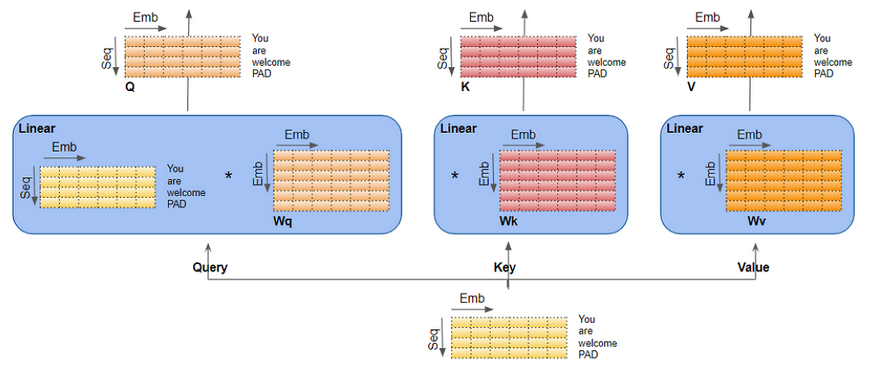 Emb
Seq
You
are
welcome
PAD
Q
Emb
Seq
You
are
welcome
PAD
K
Emb
Seq
You
are
welcome
PAD
V
Linear
Emb
Seq
You
are
welcome
PAD
*
Emb
Emb
Wq
Linear
*
Emb
Emb
Wk
Linear
*
Emb
Emb
Wv
Query
Key
Value
Emb
Seq
You
are
welcome
PAD